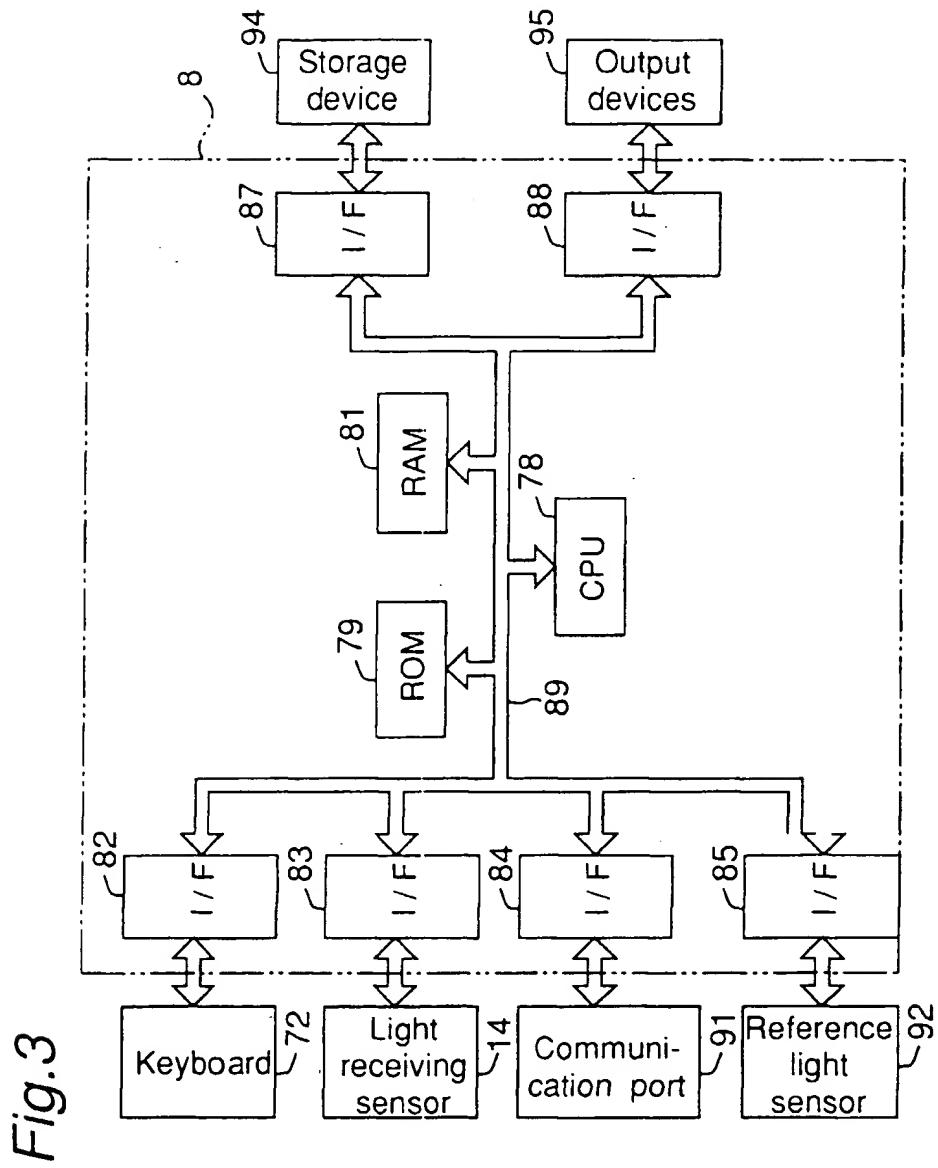 Fig.3
8
82
I/F
Keyboard
72
83
I/F
Light
receiving
sensor
14
84
I/F
Communi-
cation port
91
85
I/F
Reference
light
sensor
92
79
ROM
81
RAM
89
78
CPU
87
I/F
94
Storage
device
88
I/F
95
Output
devices